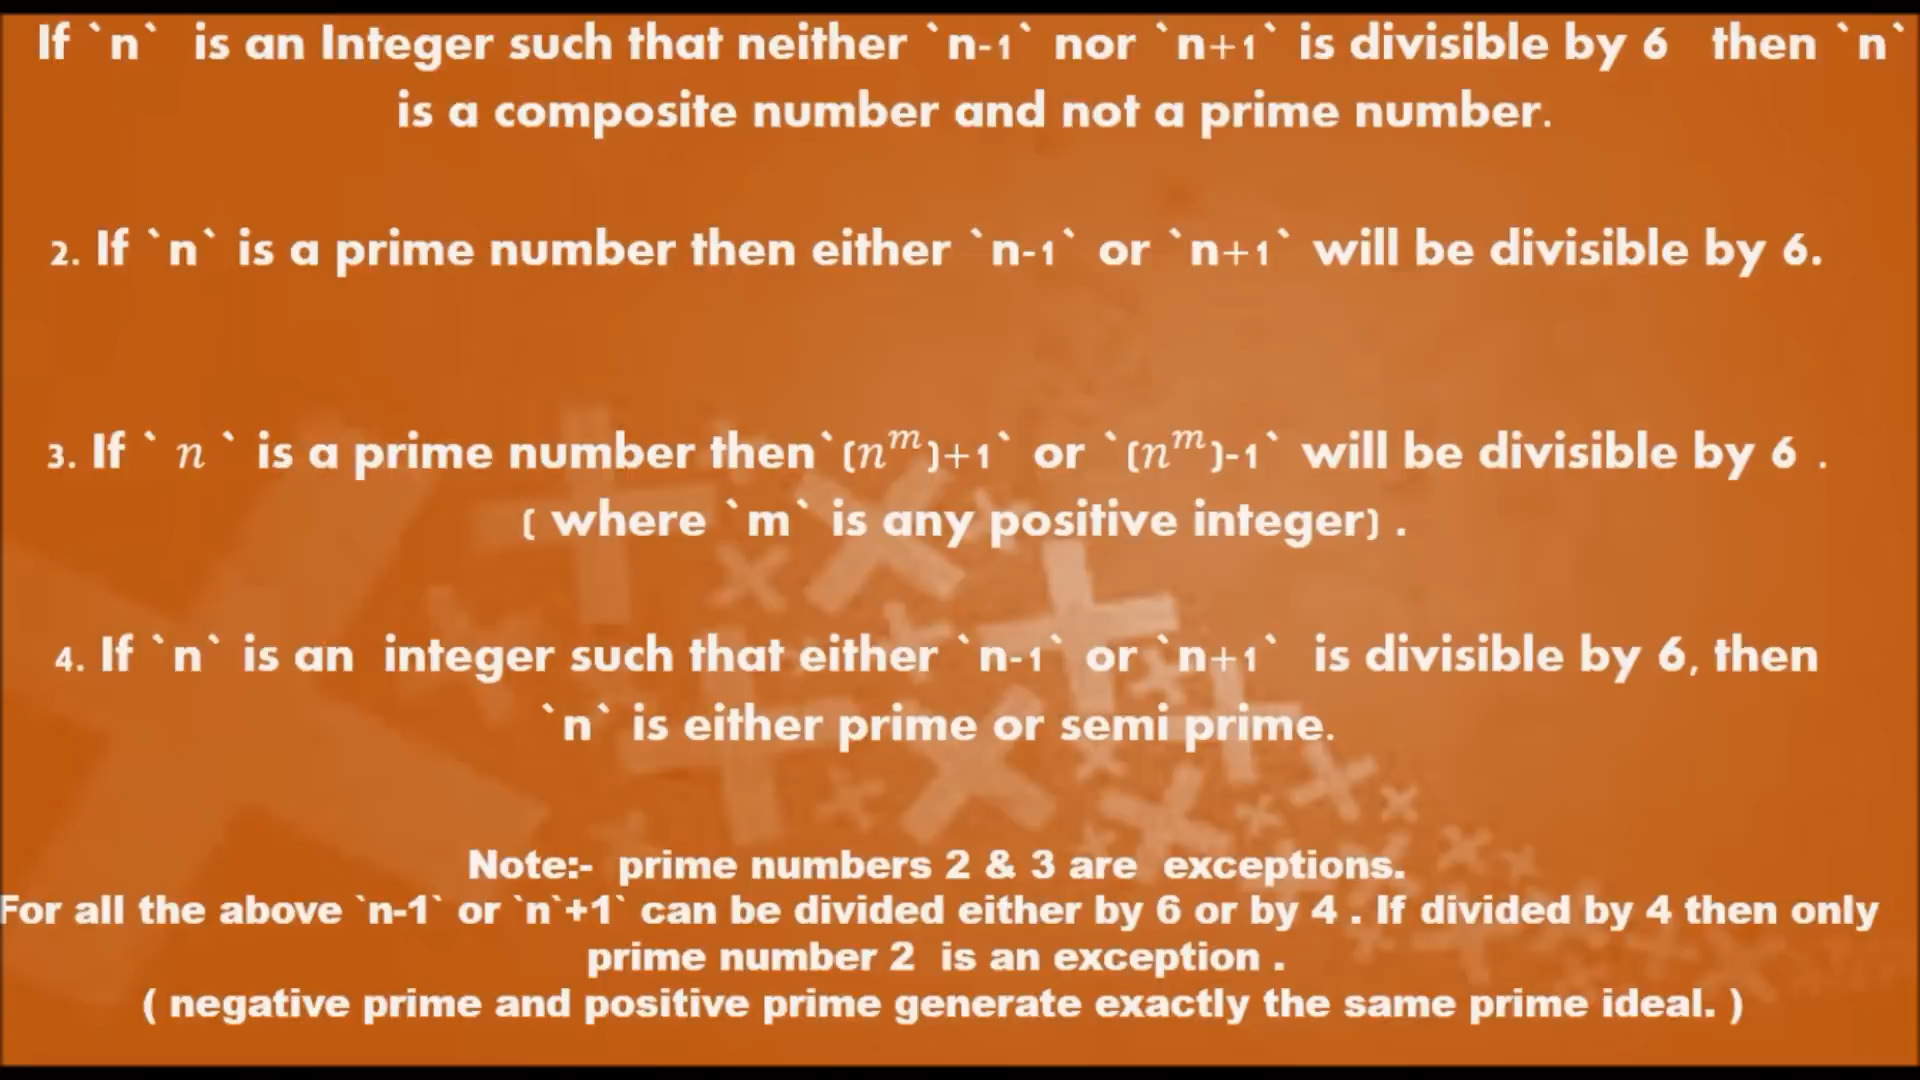 If `n` is an Integer such that neither `n-1` nor `n+1` is divisible by 6 then `n`
is a composite number and not a prime number.
2. If `n` is a prime number then either `n-1` or `n+1` will be divisible by 6.
3. If ` n ` is a prime number then`(n^m)+1` or `(n^m)-1` will be divisible by 6 .
( where `m` is any positive integer) .
4. If `n` is an integer such that either `n-1` or `n+1` is divisible by 6, then
`n` is either prime or semi prime.
Note:- prime numbers 2 & 3 are exceptions.
For all the above `n-1` or `n`+1` can be divided either by 6 or by 4 . If divided by 4 then only
prime number 2 is an exception .
( negative prime and positive prime generate exactly the same prime ideal. )